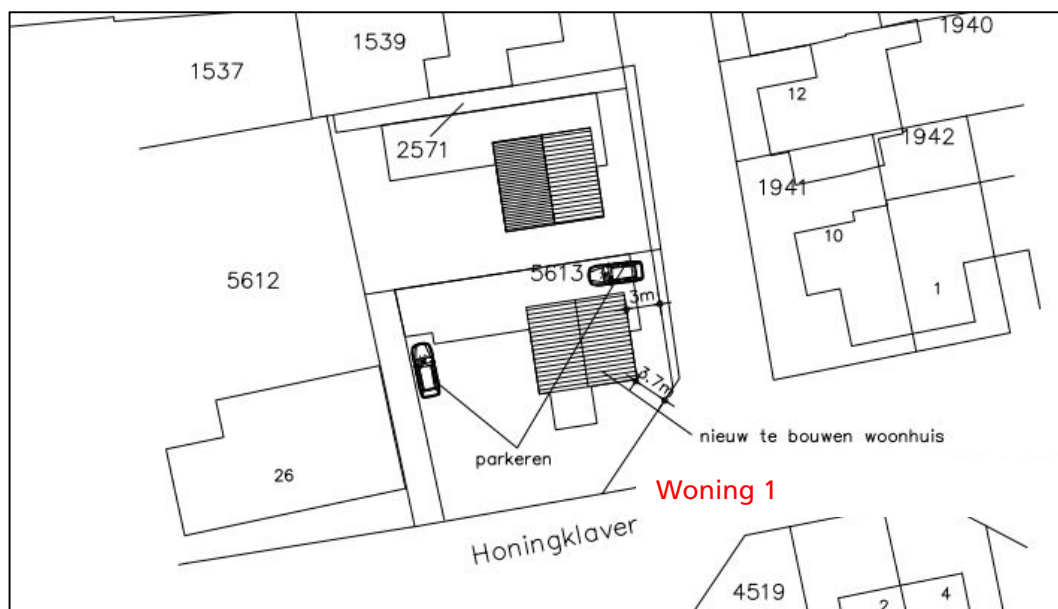 1539
1940
1537
12
2571
1942
1941
10
5612
5613
3m
1
3.7m
nieuw te bouwen woonhuis
parkeren
26
Woning 1
Honingklaver
4519
2
4